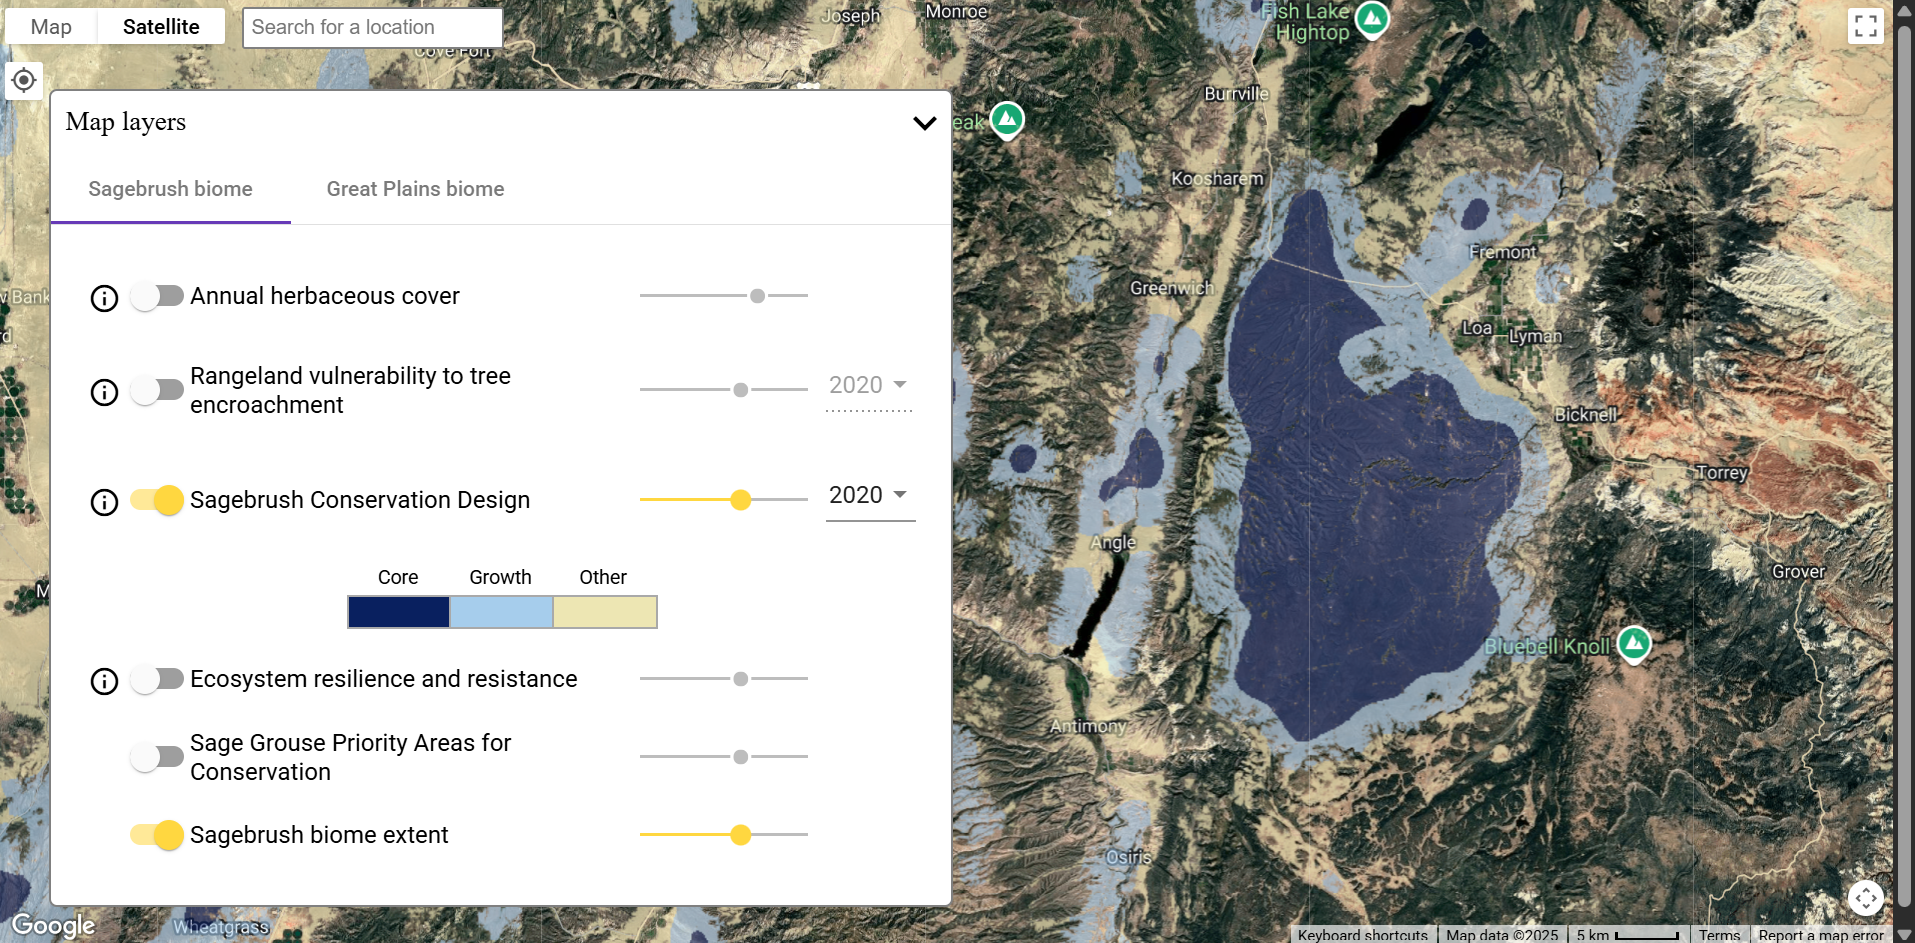 Map
Satellite
Search for a location
Cove Fort
Joseph
Monroe
Fish Lake
Hightop
Burrville
eak
Koosharem
Fremont
Greenwich
Loa
Lyman
Bicknell
Torrey
Angle
Grover
Bluebell Knoll
Antimony
Osiris
w Bank
rd
M
Map layers
Sagebrush biome
Great Plains biome
Annual herbaceous cover
Rangeland vulnerability to tree
encroachment
2020
Sagebrush Conservation Design
2020
Core Growth Other
Ecosystem resilience and resistance
Sage Grouse Priority Areas for
Conservation
Sagebrush biome extent
Google
Wheatgrass
Keyboard shortcuts
Map data ©2025
5 km
Terms
Report a map error